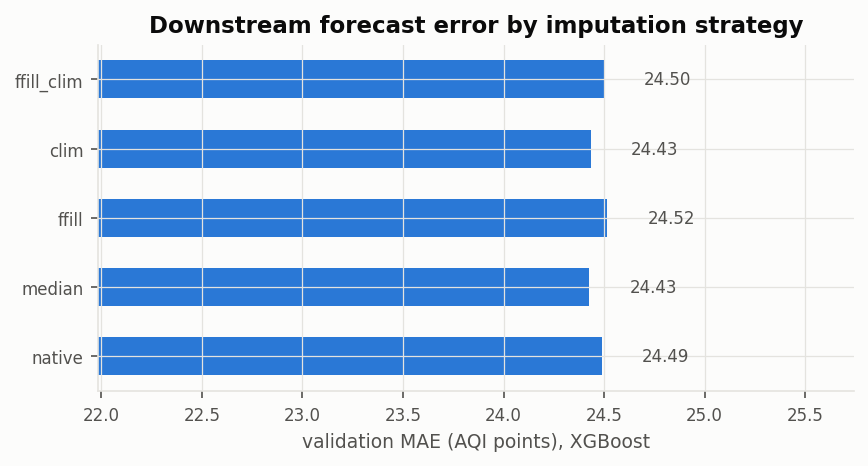 Downstream forecast error by imputation strategy
ffill_clim 24.50
clim 24.43
ffill 24.52
median 24.43
native 24.49
22.0 22.5 23.0 23.5 24.0 24.5 25.0 25.5
validation MAE (AQI points), XGBoost